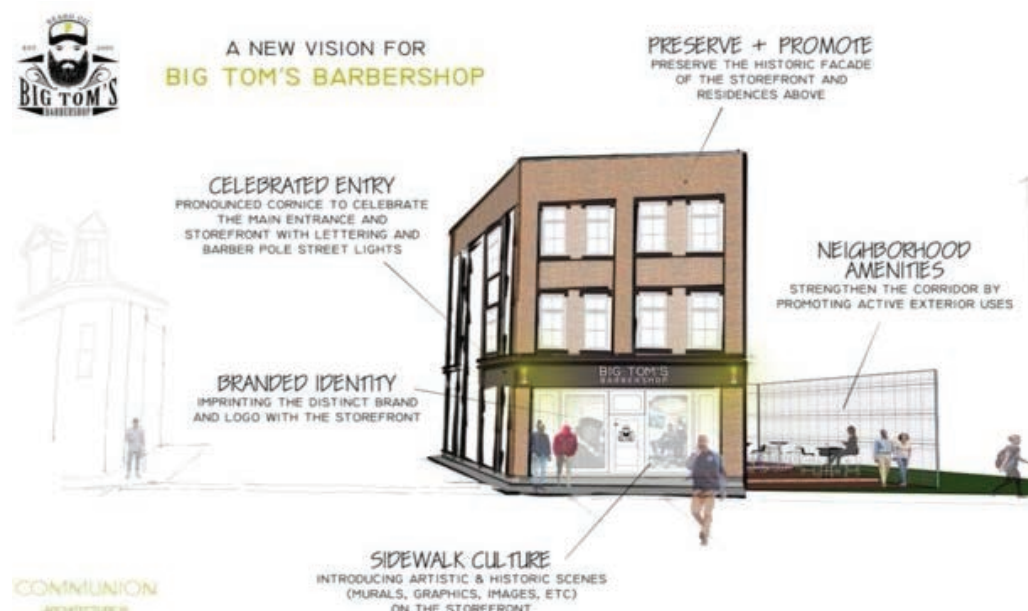 BEARD OIL
BIG TOM'S
BARBERSHOP
A NEW VISION FOR
BIG TOM'S BARBERSHOP
PRESERVE + PROMOTE
PRESERVE THE HISTORIC FACADE
OF THE STOREFRONT AND
RESIDENCES ABOVE
CELEBRATED ENTRY
PRONOUNCED CORNICE TO CELEBRATE
THE MAIN ENTRANCE AND
STOREFRONT WITH LETTERING AND
BARBER POLE STREET LIGHTS
NEIGHBORHOOD
AMENITIES
STRENGTHEN THE CORRIDOR BY
PROMOTING ACTIVE EXTERIOR USES
BRANDED IDENTITY
IMPRINTING THE DISTINCT BRAND
AND LOGO WITH THE STOREFRONT
BIG TOM'S
BARBERSHOP
SIDEWALK CULTURE
INTRODUCING ARTISTIC & HISTORIC SCENES
(MURALS, GRAPHICS, IMAGES, ETC)
ON THE STOREFRONT
COMMUNION